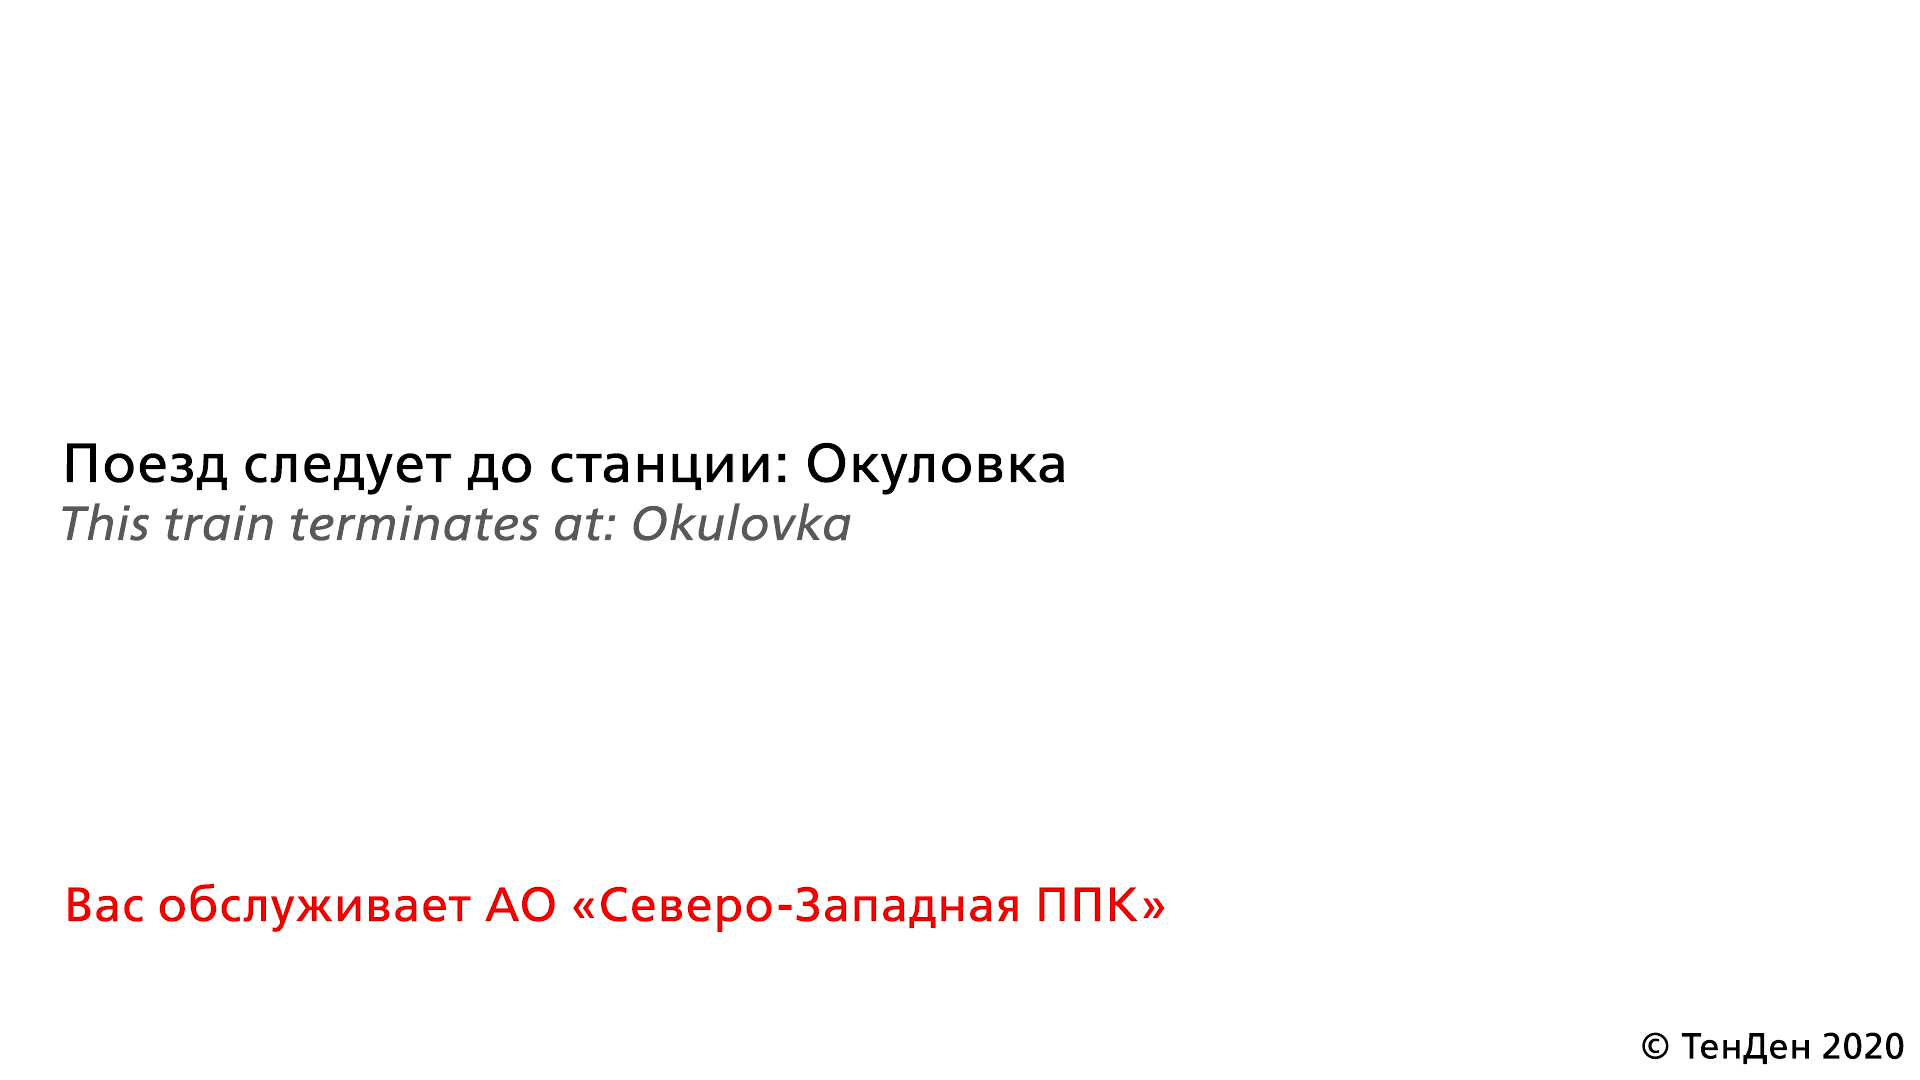 Поезд следует до станции: Окуловка
This train terminates at: Okulovka
Вас обслуживает АО «Северо-Западная ППК»
© ТенДен 2020